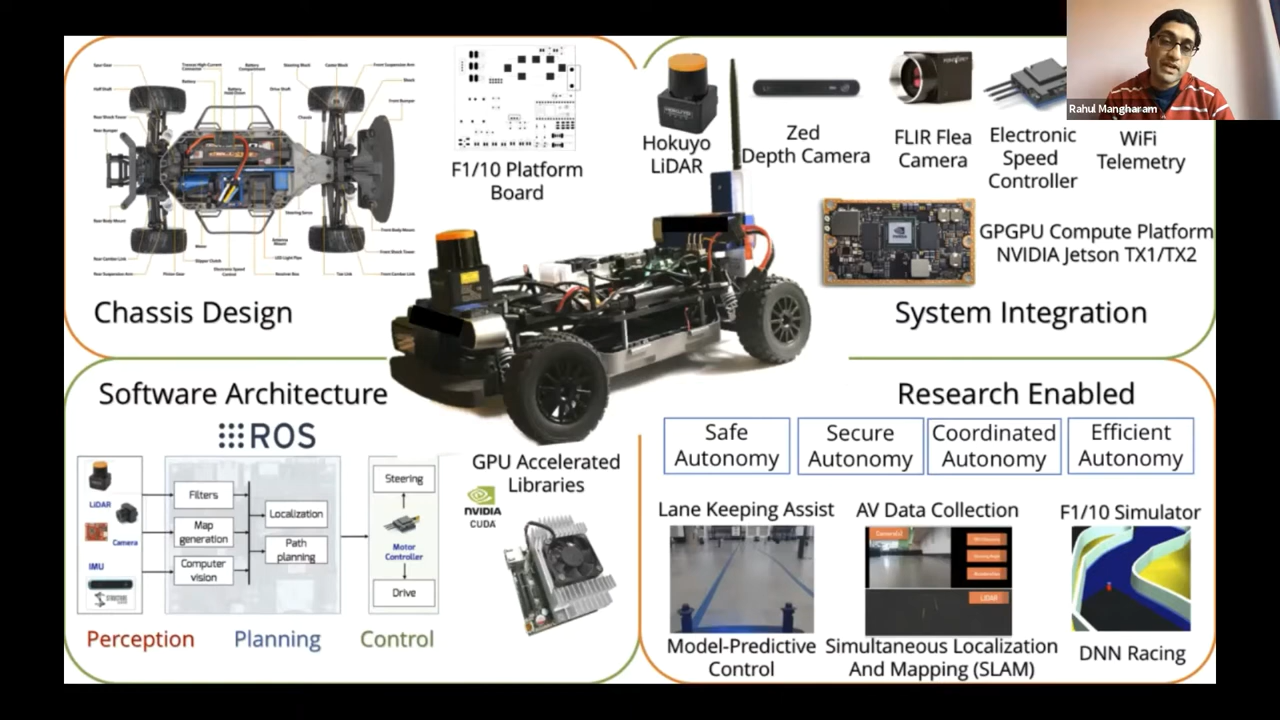 Rahul Mangharam
Chassis Design
F1/10 Platform
Board
Hokuyo
LiDAR
Zed
Depth Camera
FLIR Flea
Camera
Electronic
Speed
Controller
WiFi
Telemetry
NVIDIA
GPGPU Compute Platform
NVIDIA Jetson TX1/TX2
System Integration
Software Architecture
ROS
LiDAR
Camera
IMU
Filters
Map
generation
Computer
vision
Localization
Path
planning
Steering
Motor
Controller
Drive
Perception
Planning
Control
GPU Accelerated
Libraries
NVIDIA
CUDA
Research Enabled
Safe
Autonomy
Secure
Autonomy
Coordinated
Autonomy
Efficient
Autonomy
Lane Keeping Assist
AV Data Collection
F1/10 Simulator
LiDAR
Model-Predictive
Control
Simultaneous Localization
And Mapping (SLAM)
DNN Racing